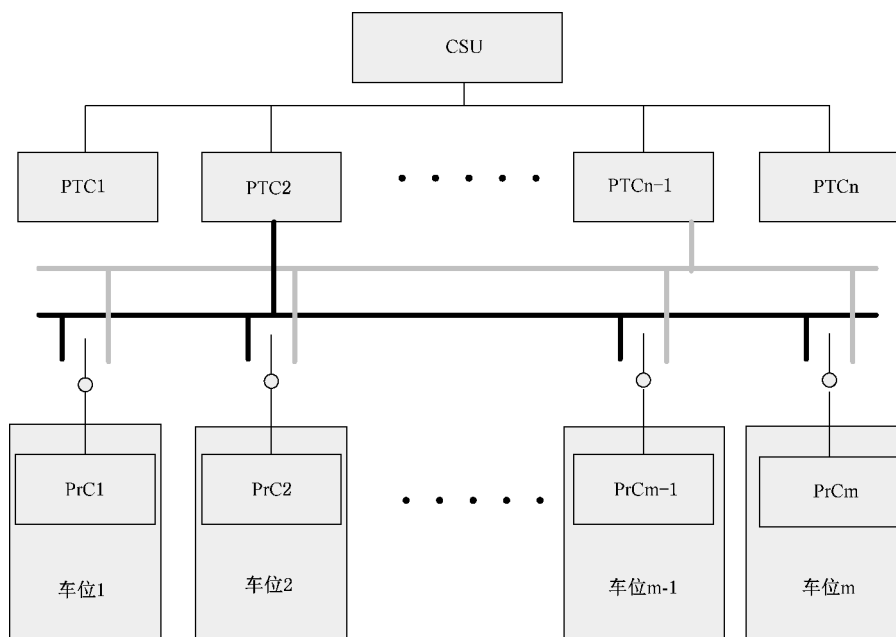 CSU
PTC1
PTC2
PTCn-1
PTCn
PrC1
PrC2
PrCm-1
PrCm
车位1
车位2
车位m-1
车位m